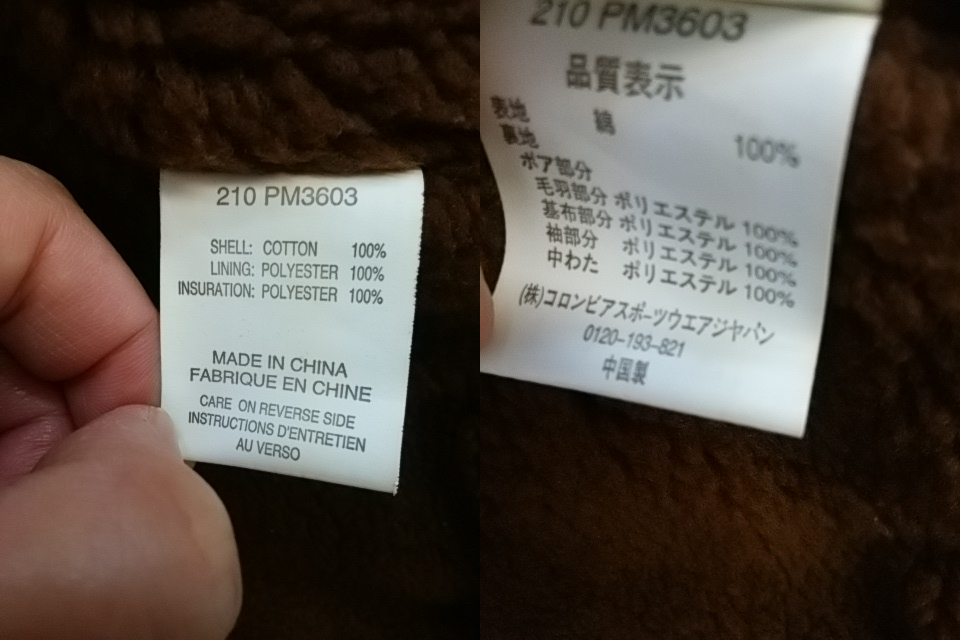 210 PM3603
SHELL: COTTON 100%
LINING: POLYESTER 100%
INSURATION: POLYESTER 100%
MADE IN CHINA
FABRIQUE EN CHINE
CARE ON REVERSE SIDE
INSTRUCTIONS D'ENTRETIEN
AU VERSO
210 PM3603
品質表示
表地 綿 100%
裏地
ボア部分
毛羽部分 ポリエステル 100%
基布部分 ポリエステル 100%
袖部分 ポリエステル 100%
中わた ポリエステル 100%
(株)コロンビアスポーツウエアジャパン
0120-193-821
中国製